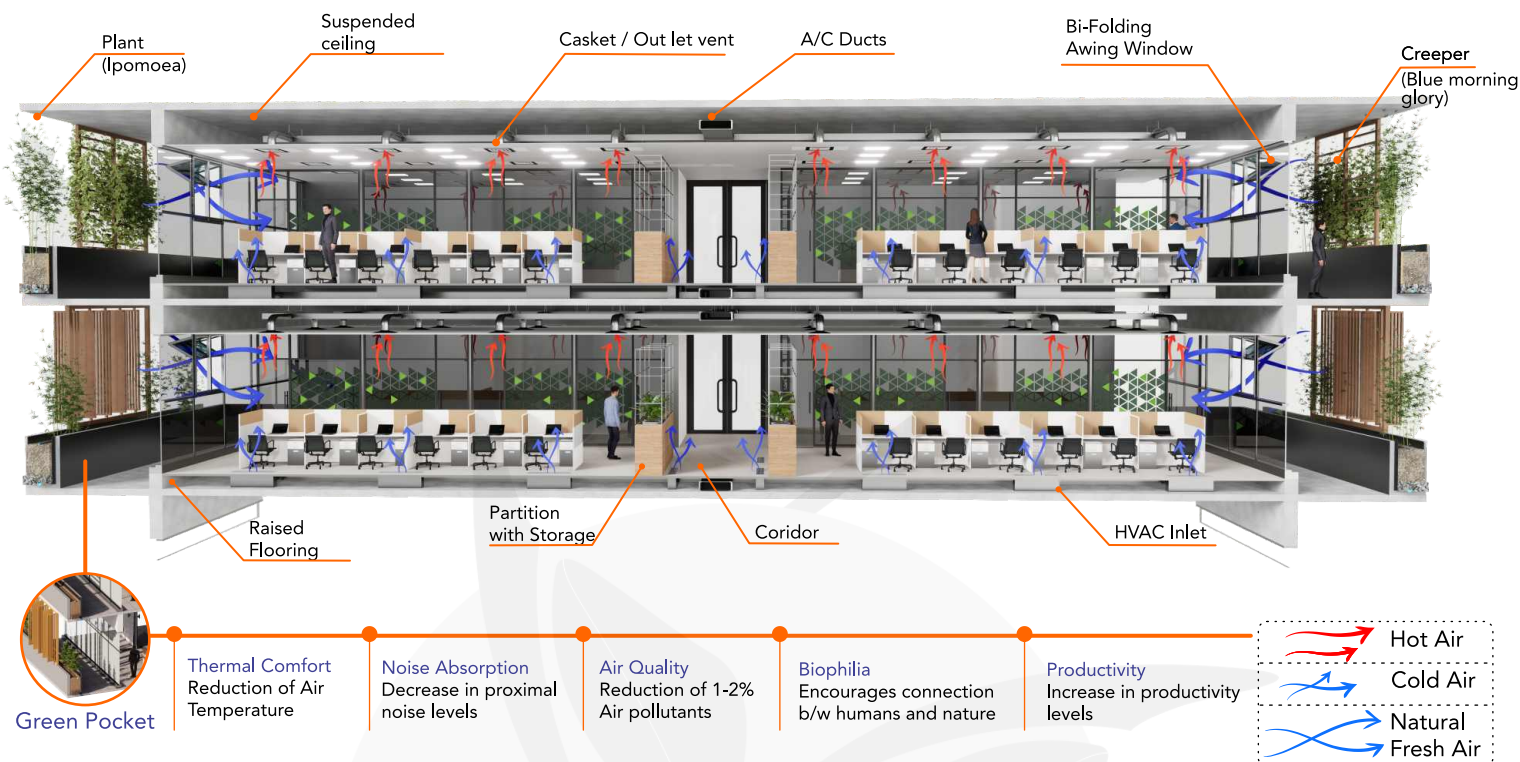 Plant
(Ipomoea)
Suspended
ceiling
Casket / Out let vent
A/C Ducts
Bi-Folding
Awing Window
Creeper
(Blue morning
glory)
Raised
Flooring
Partition
with Storage
Coridor
HVAC Inlet
Green Pocket
Thermal Comfort
Reduction of Air
Temperature
Noise Absorption
Decrease in proximal
noise levels
Air Quality
Reduction of 1-2%
Air pollutants
Biophilia
Encourages connection
b/w humans and nature
Productivity
Increase in productivity
levels
Hot Air
Cold Air
Natural
Fresh Air